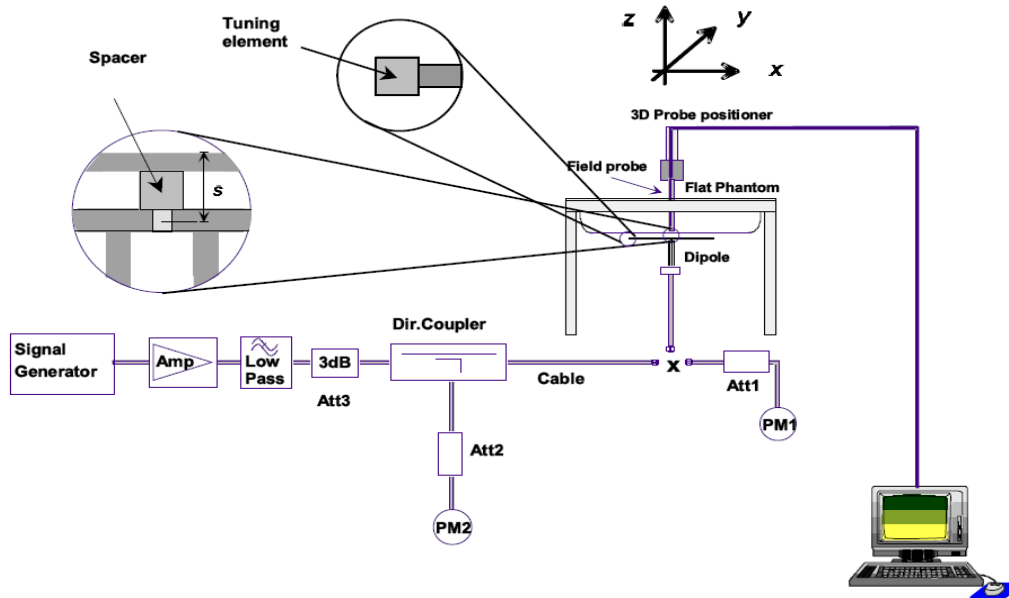 Tuning
element
Spacer
z
y
x
3D Probe positioner
Field probe
Flat Phantom
s
Dipole
Dir.Coupler
Signal
Generator
Amp
Low
Pass
3dB
Att3
Cable
x
Att1
PM1
Att2
PM2